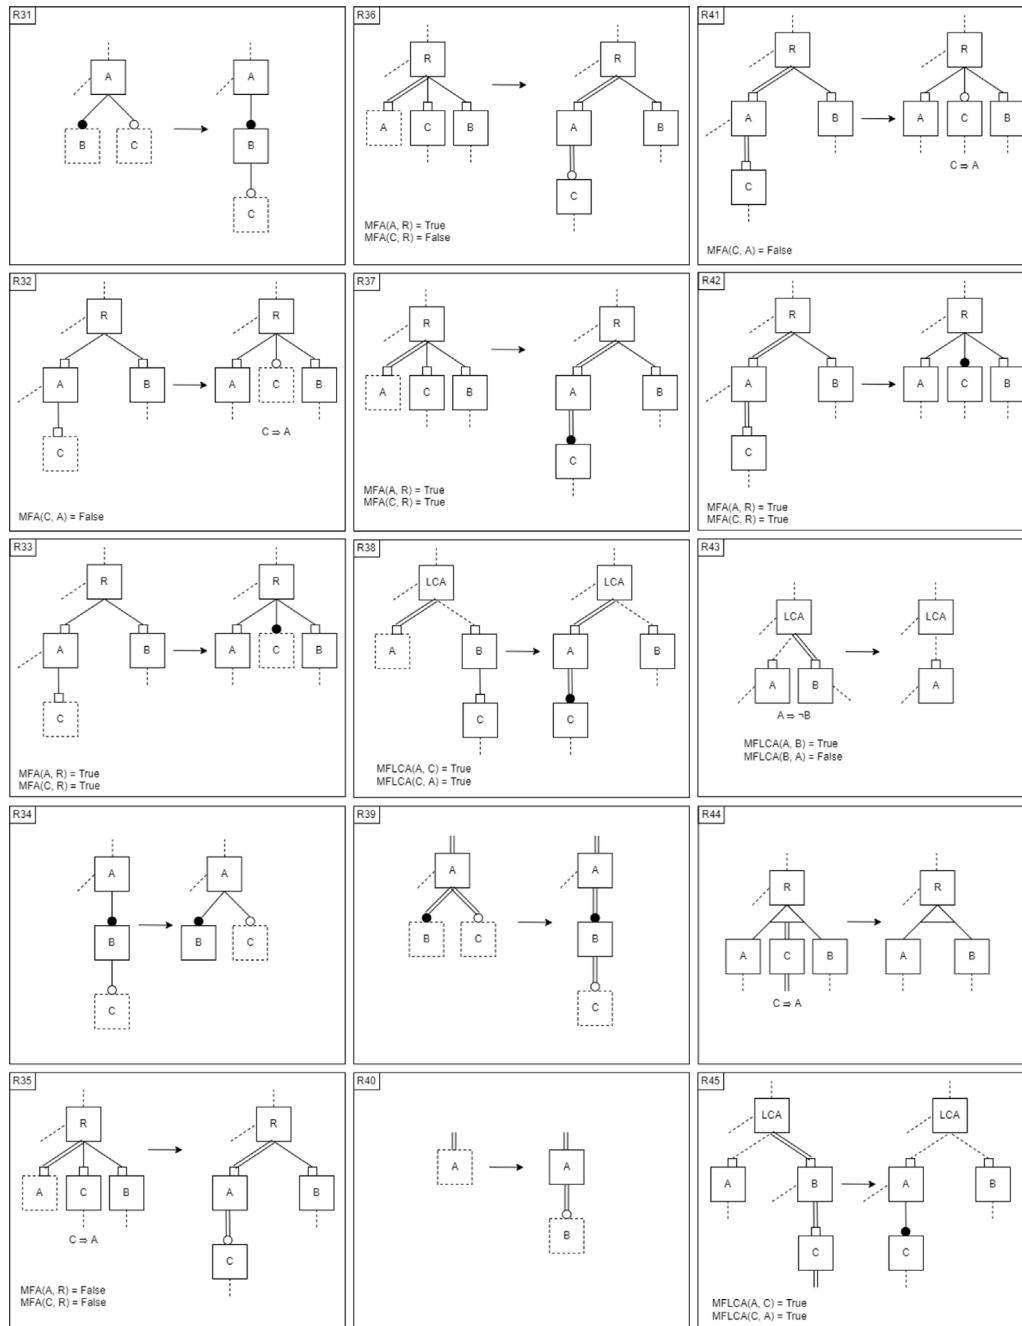 R31
A
A
B
C
B
C
R36
R
R
A
C
B
A
B
C
MFA(A, R) = True
MFA(C, R) = False
R41
R
R
A
B
A
C
B
C ⇒ A
C
MFA(C, A) = False
R32
R
R
A
B
A
C
B
C ⇒ A
C
MFA(C, A) = False
R37
R
R
A
C
B
A
B
C
MFA(A, R) = True
MFA(C, R) = True
R42
R
R
A
B
A
C
B
C
MFA(A, R) = True
MFA(C, R) = True
R33
R
R
A
B
A
C
B
C
MFA(A, R) = True
MFA(C, R) = True
R38
LCA
LCA
A
B
A
B
C
C
MFLCA(A, C) = True
MFLCA(C, A) = True
R43
LCA
LCA
A
B
A
A ⇒ ¬B
MFLCA(A, B) = True
MFLCA(B, A) = False
R34
A
A
B
B
C
C
R39
A
A
B
C
B
C
R44
R
R
A
C
B
A
B
C ⇒ A
R35
R
R
A
C
B
A
B
C ⇒ A
C
MFA(A, R) = False
MFA(C, R) = False
R40
A
A
B
R45
LCA
LCA
A
B
A
B
C
C
MFLCA(A, C) = True
MFLCA(C, A) = True